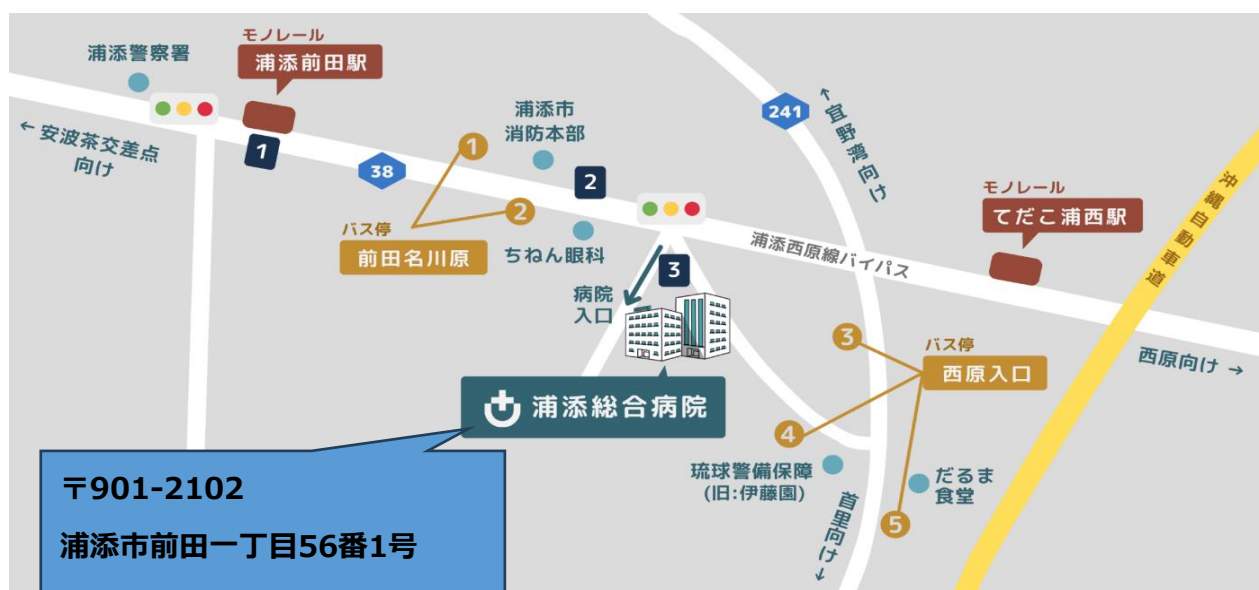 浦添警察署
モノレール
浦添前田駅
← 安波茶交差点
向け
1
38
1
2
バス停
前田名川原
浦添市
消防本部
2
ちねん眼科
3
病院
入口
浦添総合病院
241
↑宜野湾向け
浦添西原線バイパス
モノレール
てだこ浦西駅
沖縄自動車道
西原向け →
3
バス停
西原入口
4
5
琉球警備保障
(旧:伊藤園)
だるま
食堂
首里向け↓
〒901-2102
浦添市前田一丁目56番1号